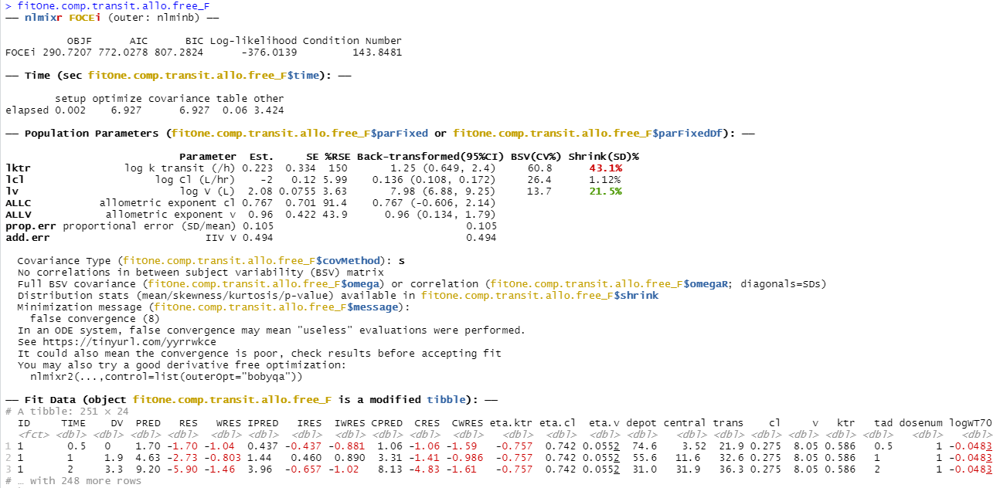 > fitOne.comp.transit.allo.free_F
── nlmixr FOCEi (outer: nlminb) ──
OBJF AIC BIC Log-likelihood Condition Number
FOCEi 290.7207 772.0278 807.2824 -376.0139 143.8481
── Time (sec fitOne.comp.transit.allo.free_F$time): ──
setup optimize covariance table other
elapsed 0.002 6.927 6.927 0.06 3.424
── Population Parameters (fitOne.comp.transit.allo.free_F$parFixed or fitOne.comp.transit.allo.free_F$parFixedDf): ──
Parameter Est. SE %RSE Back-transformed(95%CI) BSV(CV%) Shrink(SD)%
lktr log k transit (/h) 0.223 0.334 150 1.25 (0.649, 2.4) 60.8 43.1%
lcl log Cl (L/hr) -2 0.12 5.99 0.136 (0.108, 0.172) 26.4 1.12%
lv log V (L) 2.08 0.0755 3.63 7.98 (6.88, 9.25) 13.7 21.5%
ALLC allometric exponent cl 0.767 0.701 91.4 0.767 (-0.606, 2.14)
ALLV allometric exponent v 0.96 0.422 43.9 0.96 (0.134, 1.79)
prop.err proportional error (SD/mean) 0.105 0.105
add.err IIV V 0.494 0.494
Covariance Type (fitOne.comp.transit.allo.free_F$covMethod): s
No correlations in between subject variability (BSV) matrix
Full BSV covariance (fitOne.comp.transit.allo.free_F$omega) or correlation (fitOne.comp.transit.allo.free_F$omegaR; diagonals=SDs)
Distribution stats (mean/skewness/kurtosis/p-value) available in fitOne.comp.transit.allo.free_F$shrink
Minimization message (fitOne.comp.transit.allo.free_F$message):
false convergence (8)
In an ODE system, false convergence may mean "useless" evaluations were performed.
See https://tinyurl.com/yyrrwkce
It could also mean the convergence is poor, check results before accepting fit
You may also try a good derivative free optimization:
nlmixr2(...,control=list(outerOpt="bobyqa"))
── Fit Data (object fitOne.comp.transit.allo.free_F is a modified tibble): ──
# A tibble: 251 x 24
ID TIME DV PRED RES WRES IPRED IRES IWRES CPRED CRES CWRES eta.ktr eta.cl eta.v depot central trans cl v ktr tad dosenum logWT70
<fct> <dbl> <dbl> <dbl> <dbl> <dbl> <dbl> <dbl> <dbl> <dbl> <dbl> <dbl> <dbl> <dbl> <dbl> <dbl> <dbl> <dbl> <dbl> <dbl> <dbl> <dbl> <dbl> <dbl>
1 1 0.5 0 1.70 -1.70 -1.04 0.437 -0.437 -0.881 1.06 -1.06 -1.59 -0.757 0.742 0.0552 74.6 3.52 21.9 0.275 8.05 0.586 0.5 1 -0.0483
2 1 1 1.9 4.63 -2.73 -0.803 1.44 0.460 0.890 3.31 -1.41 -0.986 -0.757 0.742 0.0552 55.6 11.6 32.6 0.275 8.05 0.586 1 1 -0.0483
3 1 2 3.3 9.20 -5.90 -1.46 3.96 -0.657 -1.02 8.13 -4.83 -1.61 -0.757 0.742 0.0552 31.0 31.9 36.3 0.275 8.05 0.586 2 1 -0.0483
# … with 248 more rows